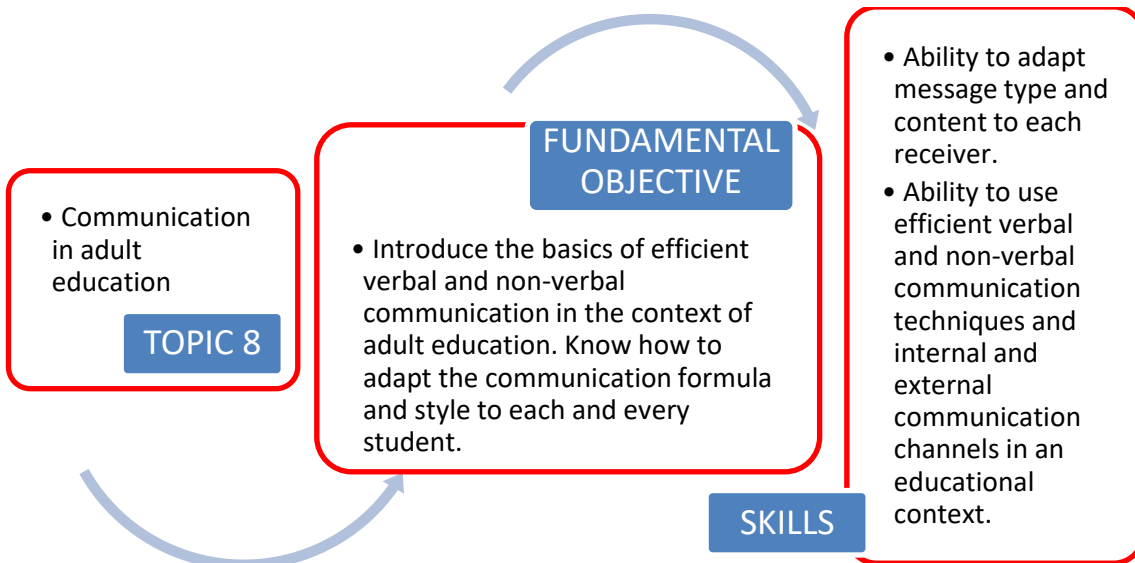 • Communication
in adult
education
TOPIC 8
FUNDAMENTAL
OBJECTIVE
• Introduce the basics of efficient
verbal and non-verbal
communication in the context of
adult education. Know how to
adapt the communication formula
and style to each and every
student.
• Ability to adapt
message type and
content to each
receiver.
• Ability to use
efficient verbal
and non-verbal
communication
techniques and
internal and
external
communication
channels in an
educational
context.
SKILLS